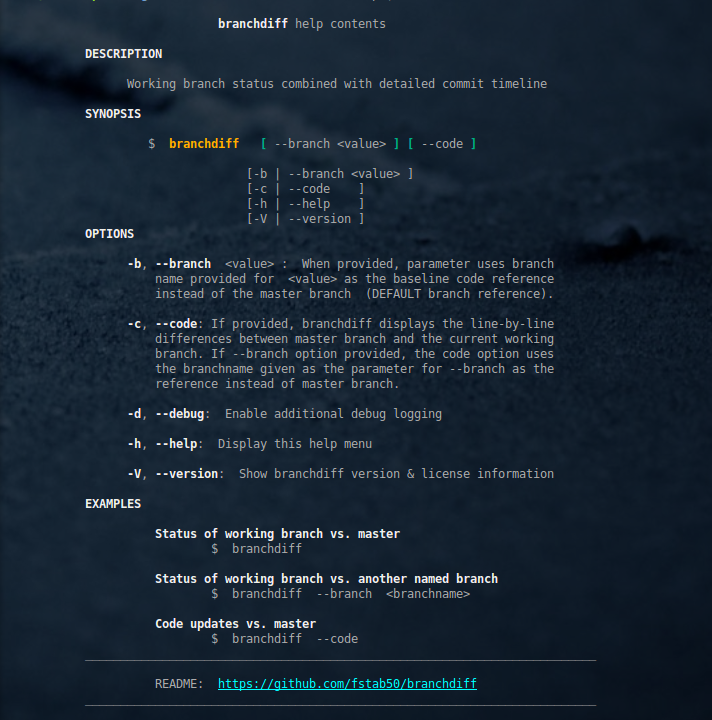 branchdiff help contents
DESCRIPTION
Working branch status combined with detailed commit timeline
SYNOPSIS
$ branchdiff [ --branch <value> ] [ --code ]
[-b | --branch <value> ]
[-c | --code ]
[-h | --help ]
[-V | --version ]
OPTIONS
-b, --branch <value> : When provided, parameter uses branch
name provided for <value> as the baseline code reference
instead of the master branch (DEFAULT branch reference).
-c, --code: If provided, branchdiff displays the line-by-line
differences between master branch and the current working
branch. If --branch option provided, the code option uses
the branchname given as the parameter for --branch as the
reference instead of master branch.
-d, --debug: Enable additional debug logging
-h, --help: Display this help menu
-V, --version: Show branchdiff version & license information
EXAMPLES
Status of working branch vs. master
$ branchdiff
Status of working branch vs. another named branch
$ branchdiff --branch <branchname>
Code updates vs. master
$ branchdiff --code
README: https://github.com/fstab50/branchdiff